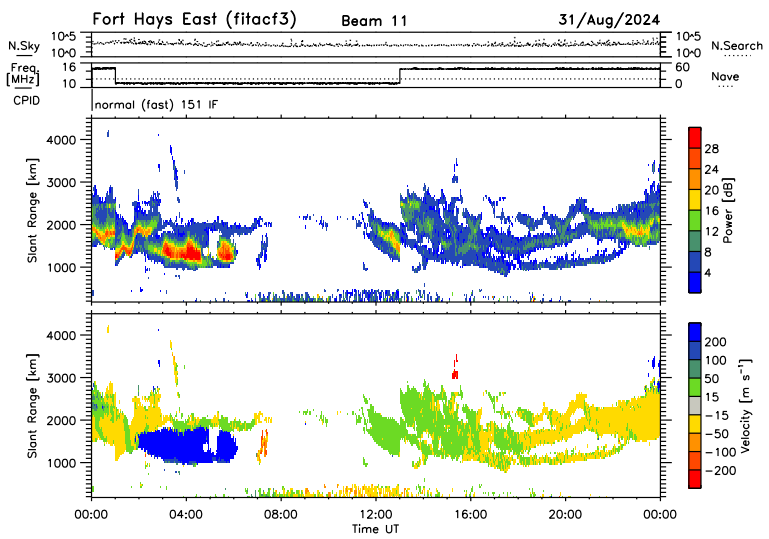 Fort Hays East (fitacf3) Beam 11 31/Aug/2024
N.Sky 10^5 10^0 10^5 10^0 N.Search
Freq. [MHz] 16 10 60 0 Nave
CPID normal (fast) 151 IF
Slant Range [km]
4000
3000
2000
1000
Power [dB]
28
24
20
16
12
8
4
Slant Range [km]
4000
3000
2000
1000
Velocity [m s⁻¹]
200
100
50
15
-15
-50
-100
-200
00:00 04:00 08:00 12:00 16:00 20:00 00:00
Time UT